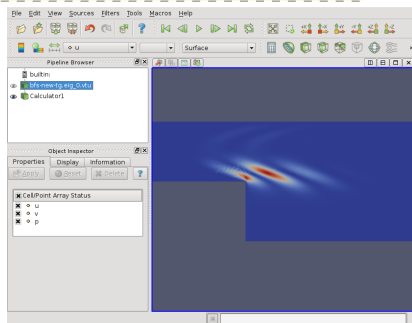 File Edit View Sources Filters Tools Macros Help
u Surface
Pipeline Browser
builtin:
bfs-new-tg.eig_0.vtu
Calculator1
Object Inspector
Properties Display Information
Apply Reset Delete ?
Cell/Point Array Status
u
v
p